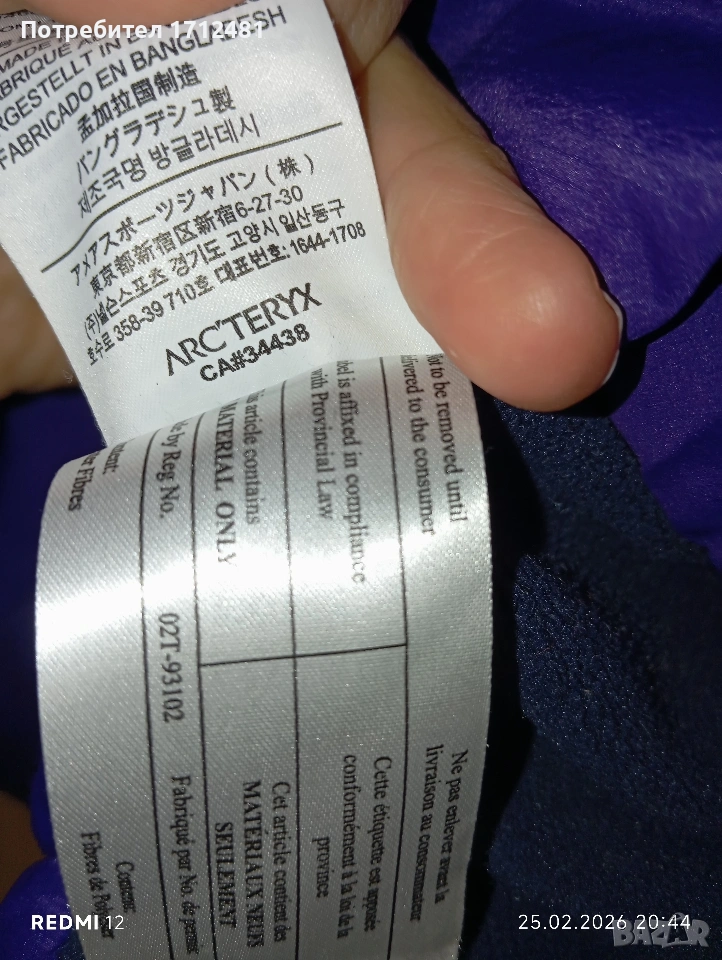 Потребител 1712481
MADE
GESTELLT IN BANGLADESH
FABRICADO EN BANGLADESH
孟加拉国制造
バングラデシュ製
제조국명 방글라데시
アメアスポーツジャパン(株)
東京都新宿区新宿6-27-30
(주)넬슨스포츠 경기도 고양시 일산동구
호수로 358-39 710호 대표번호: 1644-1708
ARC'TERYX
CA#34438
to be removed until
to the consumer
is affixed in compliance
with Provincial Law
article contains
MATERIAL ONLY
by Reg No.
Fibres
02T-93102
Ne pas enlever avant la
livraison au consommateur
Cette étiquette est apposée
conformément à la loi de la
province
Cet article contient des
MATÉRIAUX NEUFS
SEULEMENT
Fabriqué par No. de permis
Contenu:
Fibres de
REDMI 12
25.02.2026 20:44
BAZAR